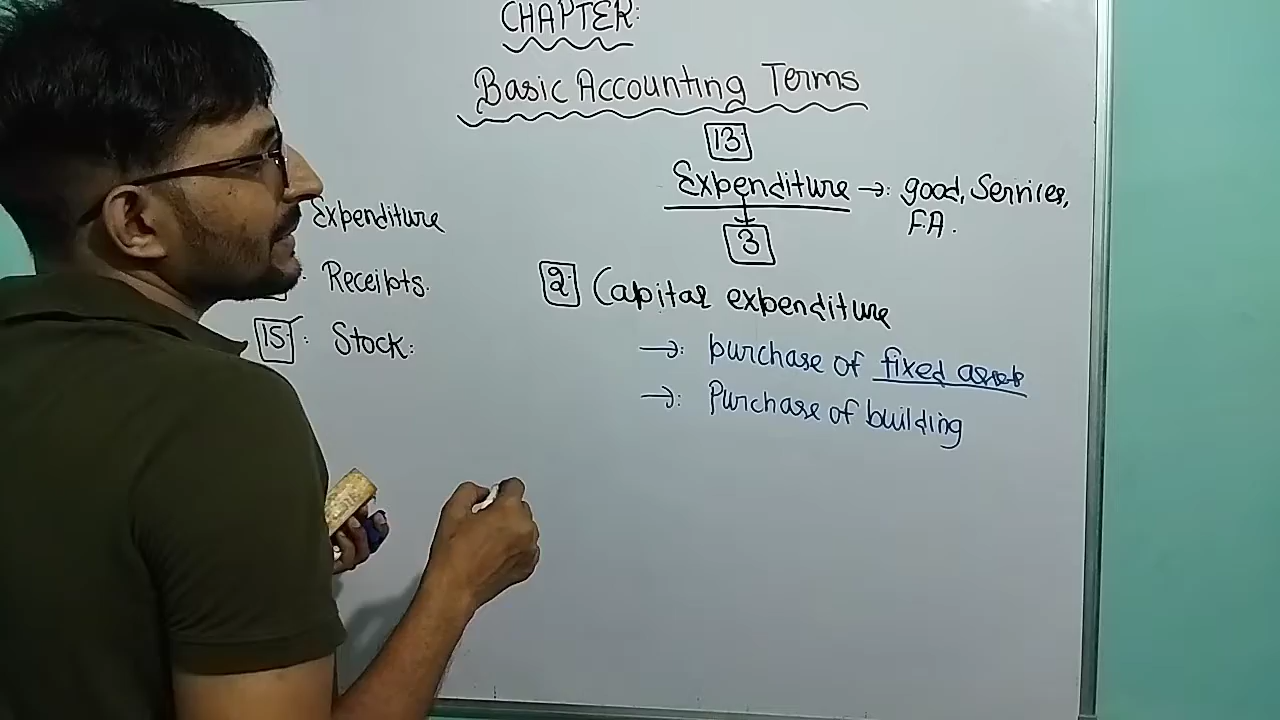 CHAPTER:
Basic Accounting Terms
13.
Expenditure →: good, Services,
F.A.
3
Expenditure
Receipts.
15. : Stock:
2. Capital expenditure
→: purchase of fixed assets
→: Purchase of building